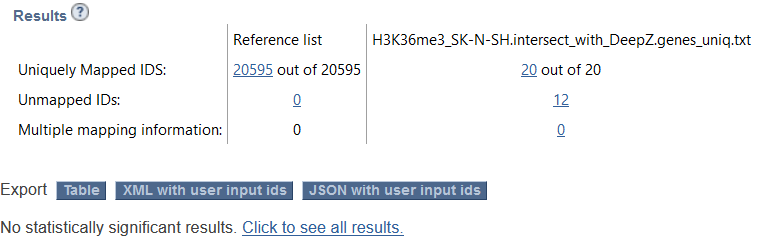 Results ?
Reference list H3K36me3_SK-N-SH.intersect_with_DeepZ.genes_uniq.txt
Uniquely Mapped IDS: 20595 out of 20595 20 out of 20
Unmapped IDs: 0 12
Multiple mapping information: 0 0
Export Table XML with user input ids JSON with user input ids
No statistically significant results. Click to see all results.